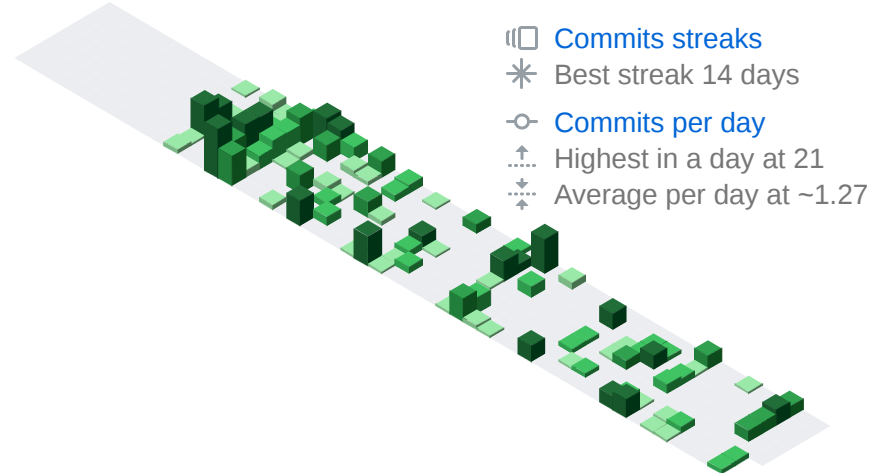 Commits streaks
Best streak 14 days
Commits per day
Highest in a day at 21
Average per day at ~1.27